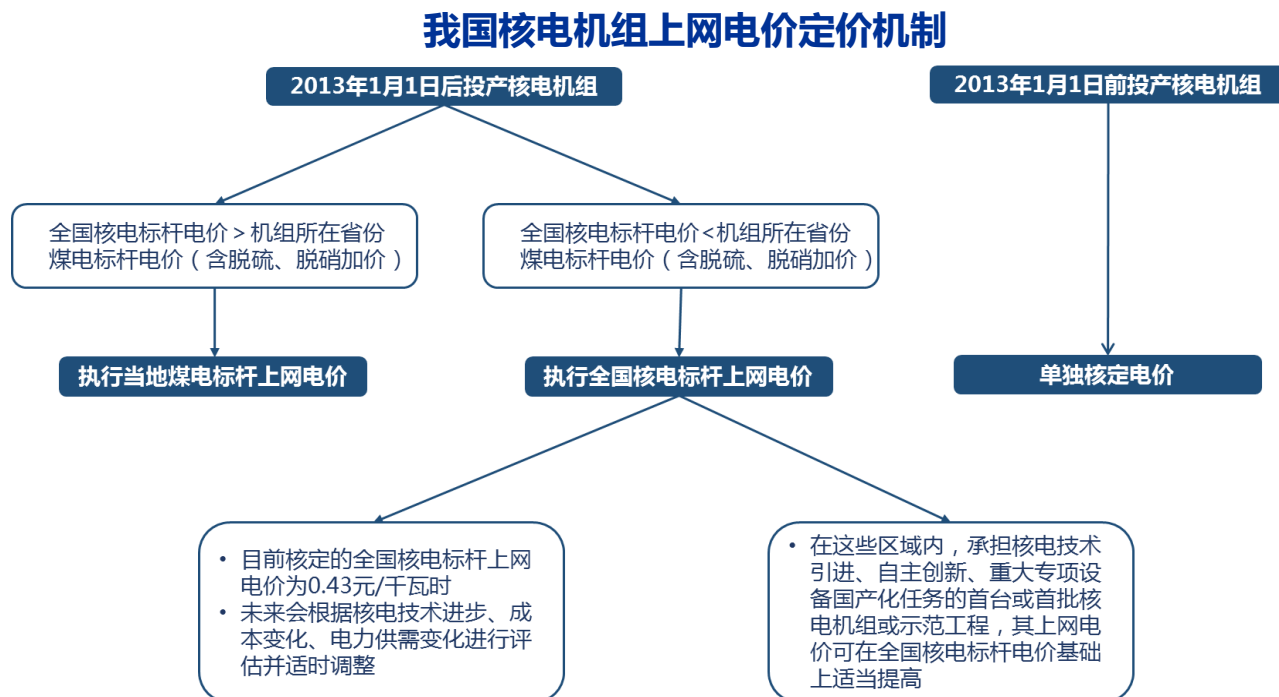 我国核电机组上网电价定价机制
2013年1月1日后投产核电机组
2013年1月1日前投产核电机组
全国核电标杆电价 > 机组所在省份
煤电标杆电价（含脱硫、脱硝加价）
全国核电标杆电价<机组所在省份
煤电标杆电价（含脱硫、脱硝加价）
执行当地煤电标杆上网电价
执行全国核电标杆上网电价
单独核定电价
• 目前核定的全国核电标杆上网
电价为0.43元/千瓦时
• 未来会根据核电技术进步、成
本变化、电力供需变化进行评
估并适时调整
• 在这些区域内，承担核电技术
引进、自主创新、重大专项设
备国产化任务的首台或首批核
电机组或示范工程，其上网电
价可在全国核电标杆电价基础
上适当提高